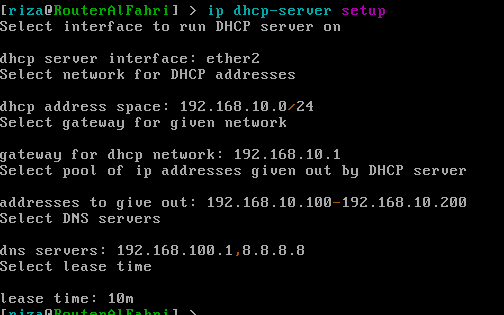 [riza@RouterAlFahri] > ip dhcp-server setup
Select interface to run DHCP server on
dhcp server interface: ether2
Select network for DHCP addresses
dhcp address space: 192.168.10.0/24
Select gateway for given network
gateway for dhcp network: 192.168.10.1
Select pool of ip addresses given out by DHCP server
addresses to give out: 192.168.10.100-192.168.10.200
Select DNS servers
dns servers: 192.168.100.1,8.8.8.8
Select lease time
lease time: 10m
[riza@RouterAlFahri] >